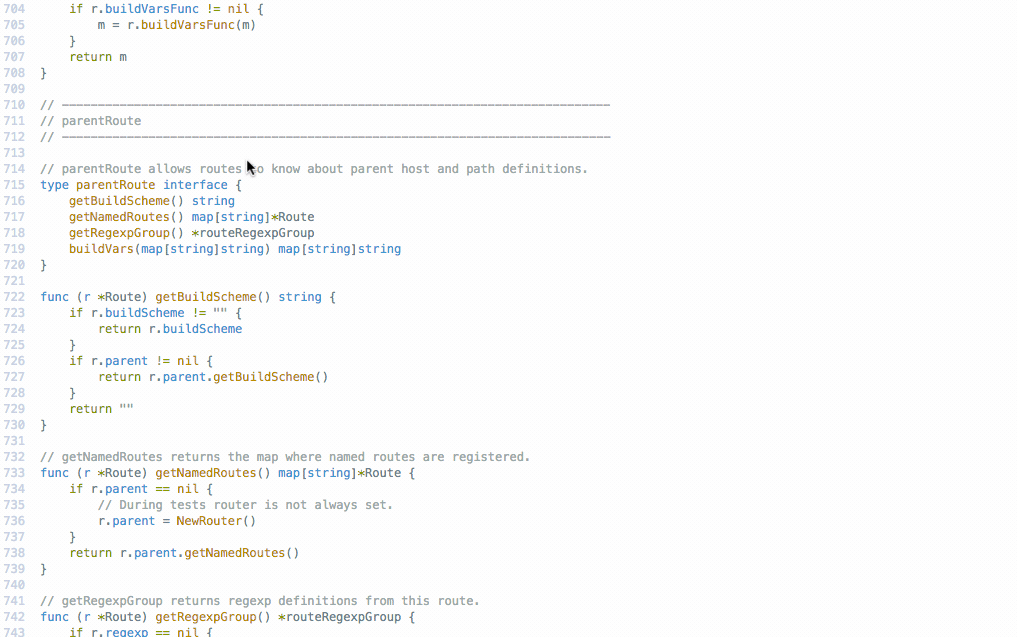 704 if r.buildVarsFunc != nil {
705 m = r.buildVarsFunc(m)
706 }
707 return m
708 }
709
710 // ----------------------------------------------------------------------------
711 // parentRoute
712 // ----------------------------------------------------------------------------
713
714 // parentRoute allows routes to know about parent host and path definitions.
715 type parentRoute interface {
716 getBuildScheme() string
717 getNamedRoutes() map[string]*Route
718 getRegexpGroup() *routeRegexpGroup
719 buildVars(map[string]string) map[string]string
720 }
721
722 func (r *Route) getBuildScheme() string {
723 if r.buildScheme != "" {
724 return r.buildScheme
725 }
726 if r.parent != nil {
727 return r.parent.getBuildScheme()
728 }
729 return ""
730 }
731
732 // getNamedRoutes returns the map where named routes are registered.
733 func (r *Route) getNamedRoutes() map[string]*Route {
734 if r.parent == nil {
735 // During tests router is not always set.
736 r.parent = NewRouter()
737 }
738 return r.parent.getNamedRoutes()
739 }
740
741 // getRegexpGroup returns regexp definitions from this route.
742 func (r *Route) getRegexpGroup() *routeRegexpGroup {
743 if r.regexp == nil {